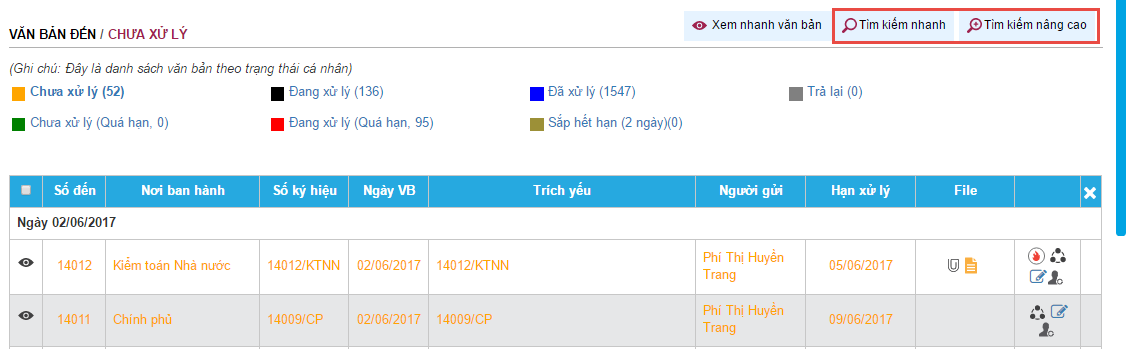 Xem nhanh văn bản Tìm kiếm nhanh Tìm kiếm nâng cao
VĂN BẢN ĐẾN / CHƯA XỬ LÝ
(Ghi chú: Đây là danh sách văn bản theo trạng thái cá nhân)
Chưa xử lý (52) Đang xử lý (136) Đã xử lý (1547) Trả lại (0)
Chưa xử lý (Quá hạn, 0) Đang xử lý (Quá hạn, 95) Sắp hết hạn (2 ngày)(0)
Số đến Nơi ban hành Số ký hiệu Ngày VB Trích yếu Người gửi Hạn xử lý File
Ngày 02/06/2017
14012 Kiểm toán Nhà nước 14012/KTNN 02/06/2017 14012/KTNN Phí Thị Huyền Trang 05/06/2017
14011 Chính phủ 14009/CP 02/06/2017 14009/CP Phí Thị Huyền Trang 09/06/2017